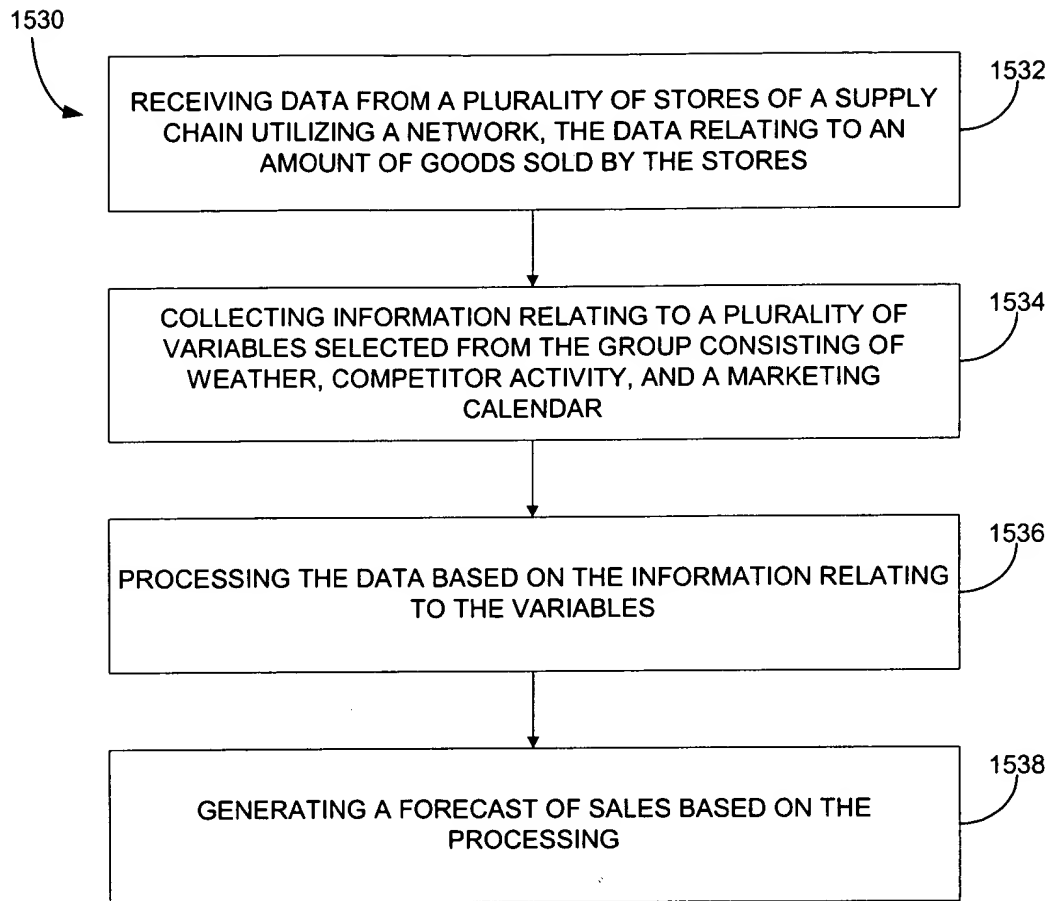 1530
1532
RECEIVING DATA FROM A PLURALITY OF STORES OF A SUPPLY
CHAIN UTILIZING A NETWORK, THE DATA RELATING TO AN
AMOUNT OF GOODS SOLD BY THE STORES
1534
COLLECTING INFORMATION RELATING TO A PLURALITY OF
VARIABLES SELECTED FROM THE GROUP CONSISTING OF
WEATHER, COMPETITOR ACTIVITY, AND A MARKETING
CALENDAR
1536
PROCESSING THE DATA BASED ON THE INFORMATION RELATING
TO THE VARIABLES
1538
GENERATING A FORECAST OF SALES BASED ON THE
PROCESSING